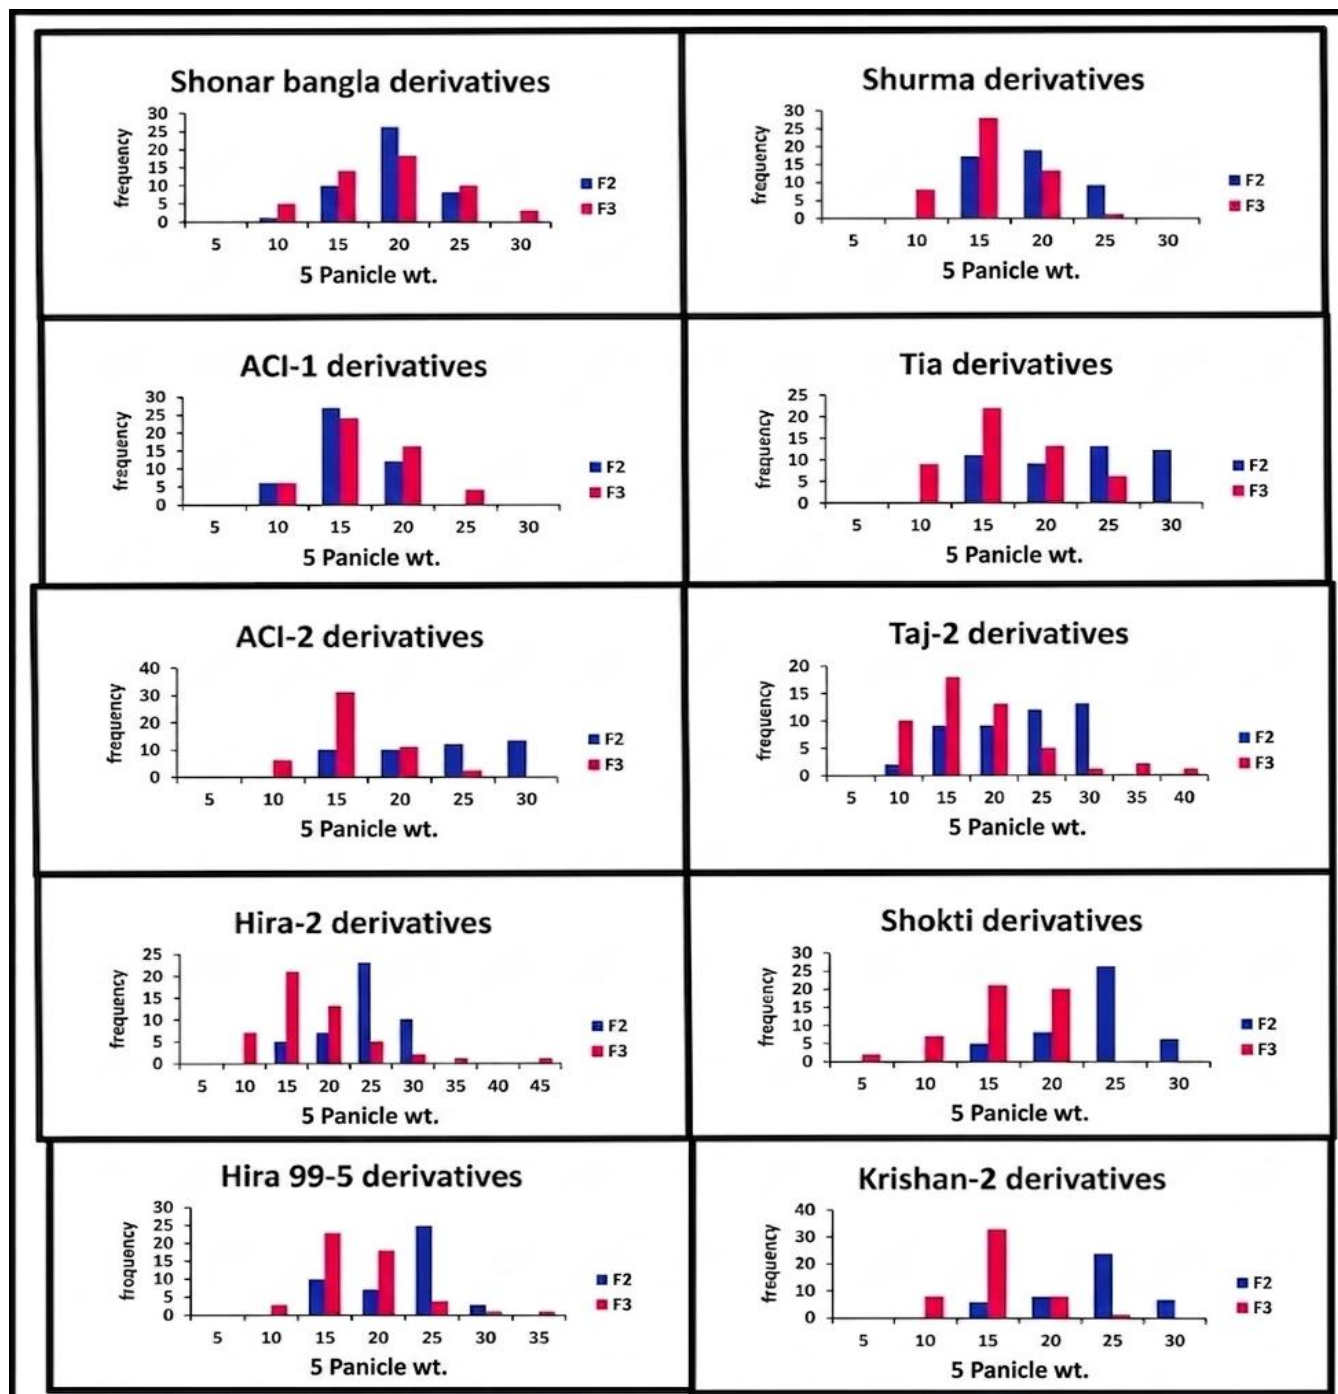 Shonar bangla derivatives
frequency
30
25
20
15
10
5
0
5 10 15 20 25 30
5 Panicle wt.
F2
F3
Shurma derivatives
frequency
30
25
20
15
10
5
0
5 10 15 20 25 30
5 Panicle wt.
F2
F3
ACI-1 derivatives
frequency
30
25
20
15
10
5
0
5 10 15 20 25 30
5 Panicle wt.
F2
F3
Tia derivatives
frequency
25
20
15
10
5
0
5 10 15 20 25 30
5 Panicle wt.
F2
F3
ACI-2 derivatives
frequency
40
30
20
10
0
5 10 15 20 25 30
5 Panicle wt.
F2
F3
Taj-2 derivatives
frequency
20
15
10
5
0
5 10 15 20 25 30 35 40
5 Panicle wt.
F2
F3
Hira-2 derivatives
frequency
25
20
15
10
5
0
5 10 15 20 25 30 35 40 45
5 Panicle wt.
F2
F3
Shokti derivatives
frequency
30
25
20
15
10
5
0
5 10 15 20 25 30
5 Panicle wt.
F2
F3
Hira 99-5 derivatives
frequency
30
25
20
15
10
5
0
5 10 15 20 25 30 35
5 Panicle wt.
F2
F3
Krishan-2 derivatives
frequency
40
30
20
10
0
5 10 15 20 25 30
5 Panicle wt.
F2
F3